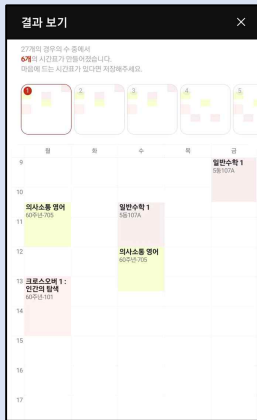 결과 보기
27개의 경우의 수 중에서
6개의 시간표가 만들어졌습니다.
마음에 드는 시간표가 있다면 저장해주세요.
1 2 3 4 5
월 화 수 목 금
9
일반수학 1
5동107A
10
의사소통 영어
60주년-705
일반수학 1
5동107A
11
12
의사소통 영어
60주년-705
13
크로스오버 1 :
인간의 탐색
60주년-101
14
15
16
17